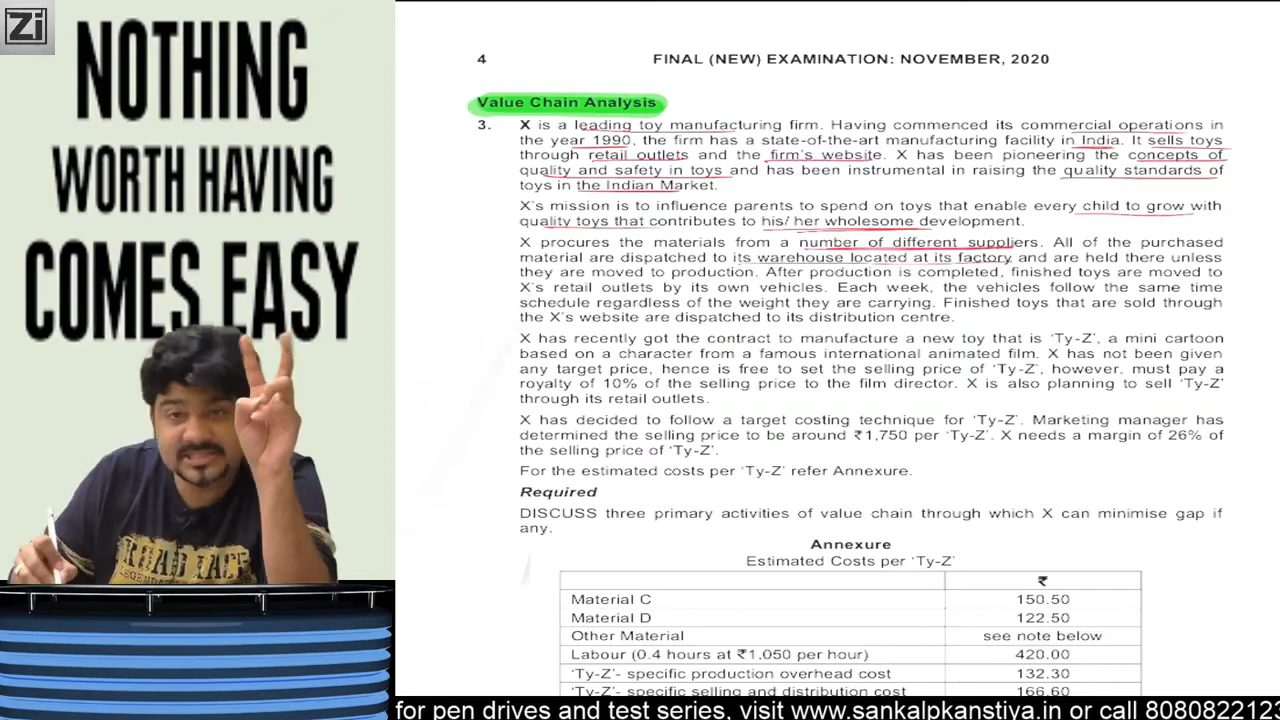 Zi
NOTHING
WORTH HAVING
COMES EASY
ROAD RACE
4 FINAL (NEW) EXAMINATION: NOVEMBER, 2020
Value Chain Analysis
3. X is a leading toy manufacturing firm. Having commenced its commercial operations in
the year 1990, the firm has a state-of-the-art manufacturing facility in India. It sells toys
through retail outlets and the firm's website. X has been pioneering the concepts of
quality and safety in toys and has been instrumental in raising the quality standards of
toys in the Indian Market.
X's mission is to influence parents to spend on toys that enable every child to grow with
quality toys that contributes to his/ her wholesome development.
X procures the materials from a number of different suppliers. All of the purchased
material are dispatched to its warehouse located at its factory and are held there unless
they are moved to production. After production is completed, finished toys are moved to
X's retail outlets by its own vehicles. Each week, the vehicles follow the same time
schedule regardless of the weight they are carrying. Finished toys that are sold through
the X's website are dispatched to its distribution centre.
X has recently got the contract to manufacture a new toy that is 'Ty-Z', a mini cartoon
based on a character from a famous international animated film. X has not been given
any target price, hence is free to set the selling price of 'Ty-Z', however, must pay a
royalty of 10% of the selling price to the film director. X is also planning to sell 'Ty-Z'
through its retail outlets.
X has decided to follow a target costing technique for 'Ty-Z'. Marketing manager has
determined the selling price to be around ₹1,750 per 'Ty-Z'. X needs a margin of 26% of
the selling price of 'Ty-Z'.
For the estimated costs per 'Ty-Z' refer Annexure.
Required
DISCUSS three primary activities of value chain through which X can minimise gap if
any.
Annexure
Estimated Costs per 'Ty-Z'
₹
Material C 150.50
Material D 122.50
Other Material see note below
Labour (0.4 hours at ₹1,050 per hour) 420.00
'Ty-Z'- specific production overhead cost 132.30
'Ty-Z'- specific selling and distribution cost 166.60
for pen drives and test series, visit www.sankalpkanstiya.in or call 8080822123